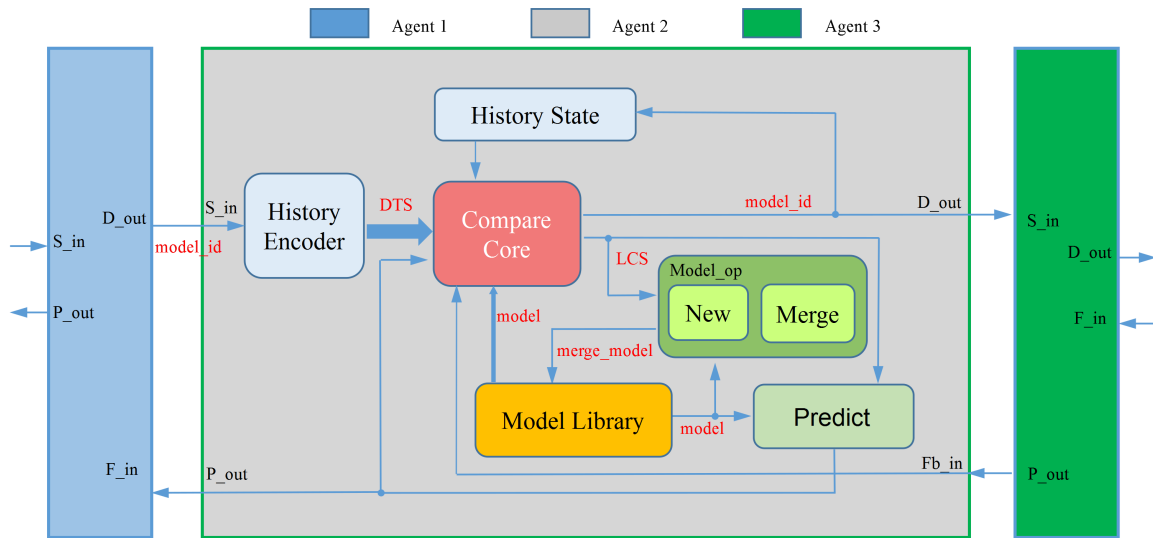 Agent 1
Agent 2
Agent 3
History State
DTS
History
Encoder
Compare
Core
S_in
D_out
model_id
S_in
P_out
F_in
P_out
model_id
D_out
S_in
D_out
F_in
LCS
Model_op
New
Merge
model
merge_model
Model Library
model
Predict
Fb_in
P_out